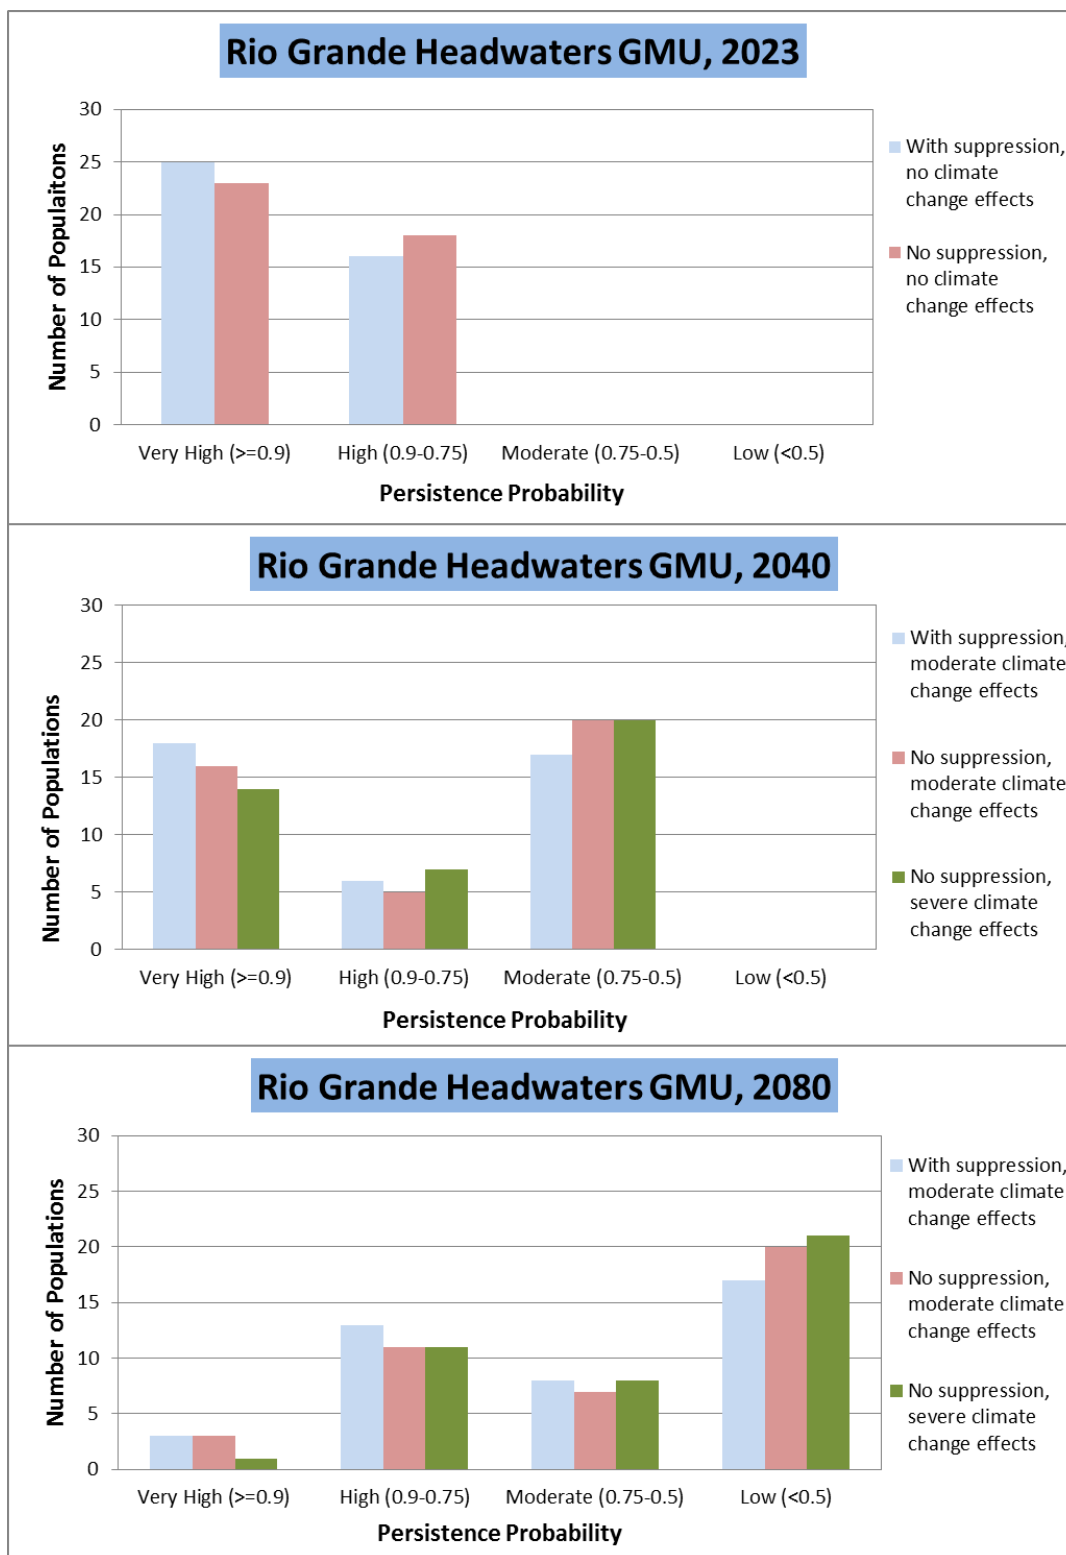 Rio Grande Headwaters GMU, 2023
30
25
20
15
10
5
0
Number of Populaitons
Very High (>=0.9)
High (0.9-0.75)
Moderate (0.75-0.5)
Low (<0.5)
Persistence Probability
With suppression,
no climate
change effects
No suppression,
no climate
change effects
Rio Grande Headwaters GMU, 2040
30
25
20
15
10
5
0
Number of Populations
Very High (>=0.9)
High (0.9-0.75)
Moderate (0.75-0.5)
Low (<0.5)
Persistence Probability
With suppression,
moderate climate
change effects
No suppression,
moderate climate
change effects
No suppression,
severe climate
change effects
Rio Grande Headwaters GMU, 2080
30
25
20
15
10
5
0
Number of Populations
Very High (>=0.9)
High (0.9-0.75)
Moderate (0.75-0.5)
Low (<0.5)
Persistence Probability
With suppression,
moderate climate
change effects
No suppression,
moderate climate
change effects
No suppression,
severe climate
change effects